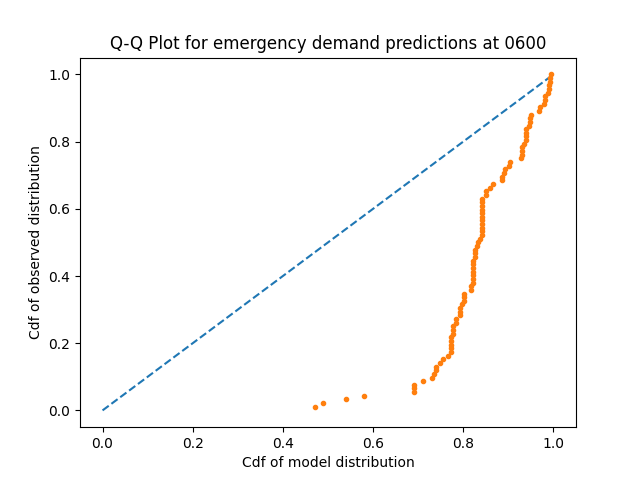 Q-Q Plot for emergency demand predictions at 0600
1.0
0.8
0.6
0.4
0.2
0.0
Cdf of observed distribution
0.0 0.2 0.4 0.6 0.8 1.0
Cdf of model distribution